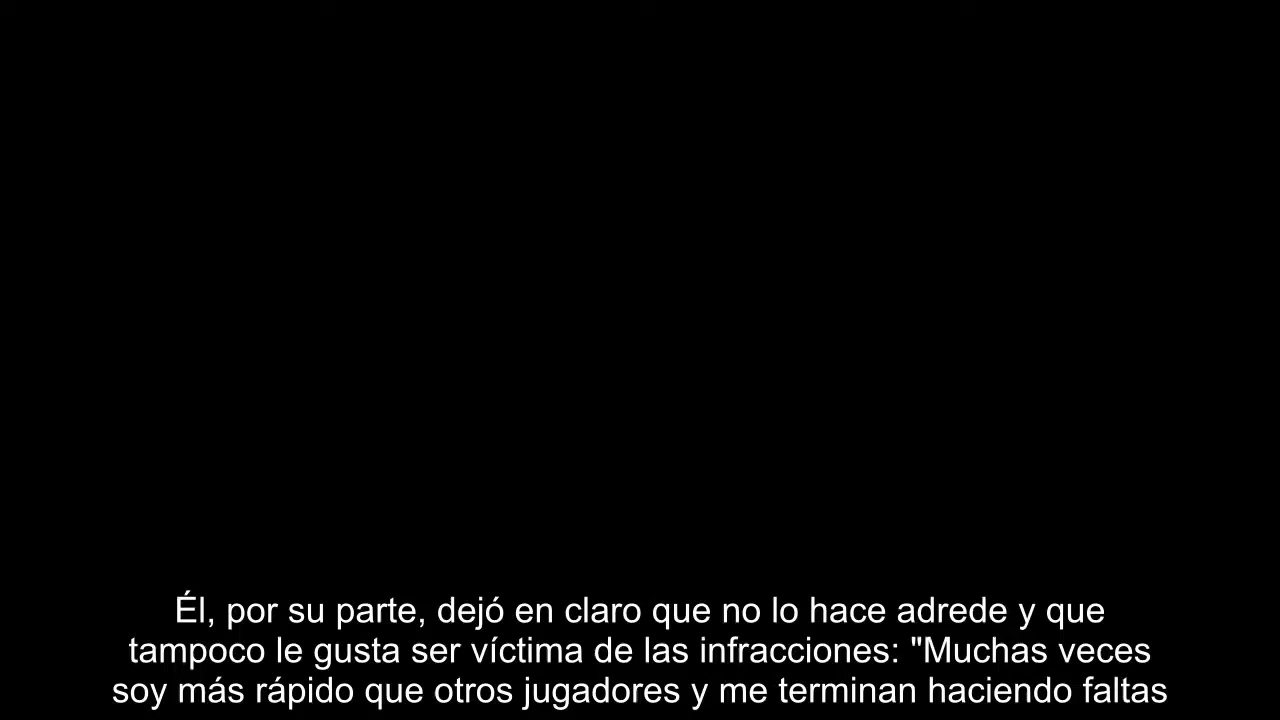 Él, por su parte, dejó en claro que no lo hace adrede y que
tampoco le gusta ser víctima de las infracciones: "Muchas veces
soy más rápido que otros jugadores y me terminan haciendo faltas